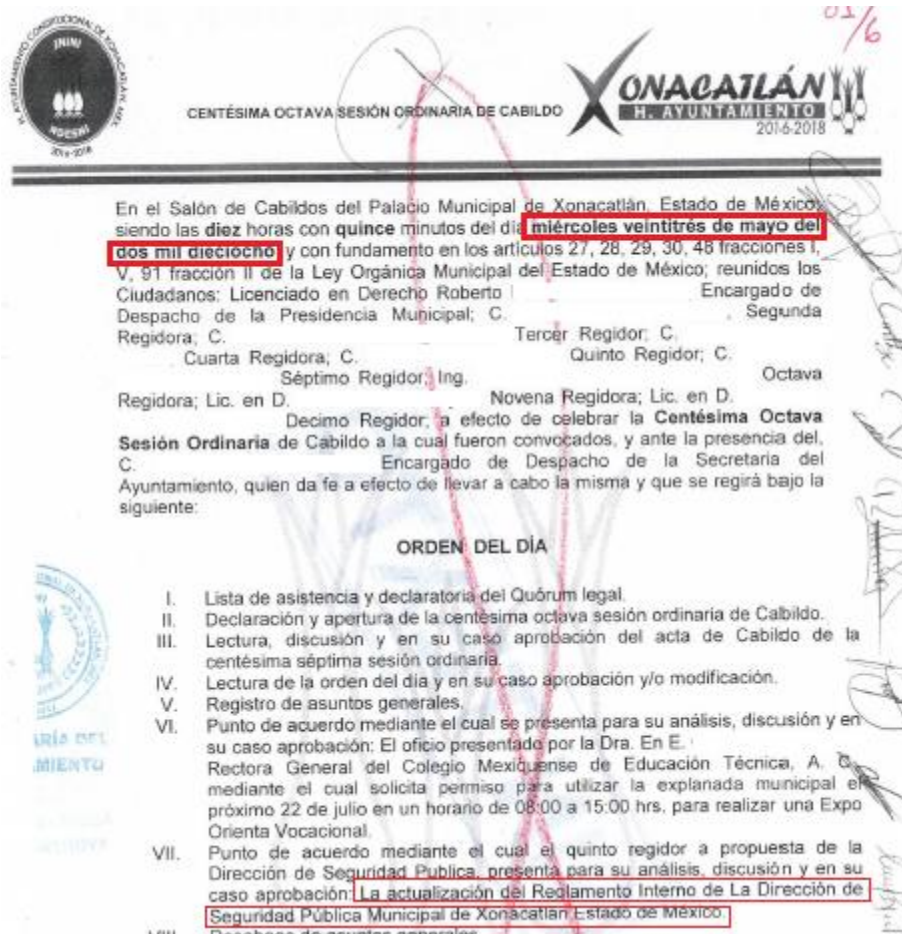 01/6
H. AYUNTAMIENTO CONSTITUCIONAL DE XONACATLÁN, MEX.
ININI
NGESNI
2016-2018
CENTÉSIMA OCTAVA SESIÓN ORDINARIA DE CABILDO
XONACATLÁN
H. AYUNTAMIENTO
2016-2018
En el Salón de Cabildos del Palacio Municipal de Xonacatlán, Estado de México,
siendo las diez horas con quince minutos del día miércoles veintitrés de mayo del
dos mil dieciocho y con fundamento en los artículos 27, 28, 29, 30, 48 fracciones I,
V, 91 fracción II de la Ley Orgánica Municipal del Estado de México; reunidos los
Ciudadanos: Licenciado en Derecho Roberto Encargado de
Despacho de la Presidencia Municipal; C. , Segunda
Regidora; C. Tercer Regidor; C.
Cuarta Regidora; C. Quinto Regidor; C.
Séptimo Regidor; Ing. Octava
Regidora; Lic. en D. Novena Regidora; Lic. en D.
Decimo Regidor; a efecto de celebrar la Centésima Octava
Sesión Ordinaria de Cabildo a la cual fueron convocados, y ante la presencia del,
C. Encargado de Despacho de la Secretaria del
Ayuntamiento, quien da fe a efecto de llevar a cabo la misma y que se regirá bajo la
siguiente:
ORDEN DEL DÍA
I. Lista de asistencia y declaratoria del Quórum legal.
II. Declaración y apertura de la centésima octava sesión ordinaria de Calbildo.
III. Lectura, discusión y en su caso aprobación del acta de Cabildo de la
centésima séptima sesión ordinaria.
IV. Lectura de la orden del día y en su caso aprobación y/o modificación.
V. Registro de asuntos generales.
VI. Punto de acuerdo mediante el cual se presenta para su análisis, discusión y en
su caso aprobación: El oficio presentado por la Dra. En E.
Rectora General del Colegio Mexiquense de Educación Técnica, A. C.,
mediante el cual solicita permiso para utilizar la explanada municipal el
próximo 22 de julio en un horario de 08:00 a 15:00 hrs. para realizar una Expo
Orienta Vocacional.
VII. Punto de acuerdo mediante el cual el quinto regidor a propuesta de la
Dirección de Seguridad Publica, presenta para su análisis, discusión y en su
caso aprobación: La actualización del Reglamento Interno de La Dirección de
Seguridad Pública Municipal de Xonacatlán Estado de México.
ARÍA DEL
AMIENTO